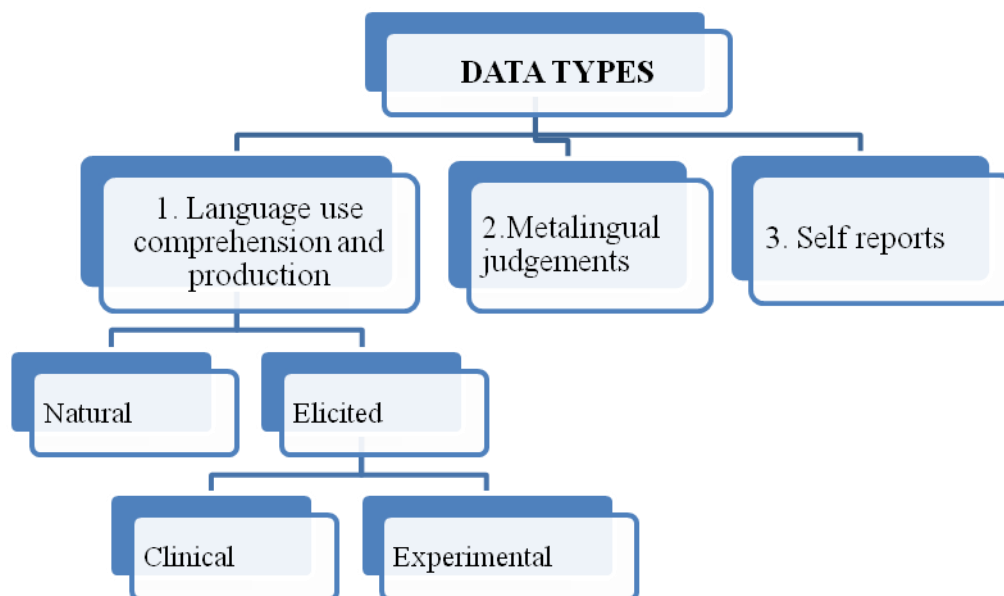 DATA TYPES
1. Language use
comprehension and
production
2.Metalingual
judgements
3. Self reports
Natural
Elicited
Clinical
Experimental